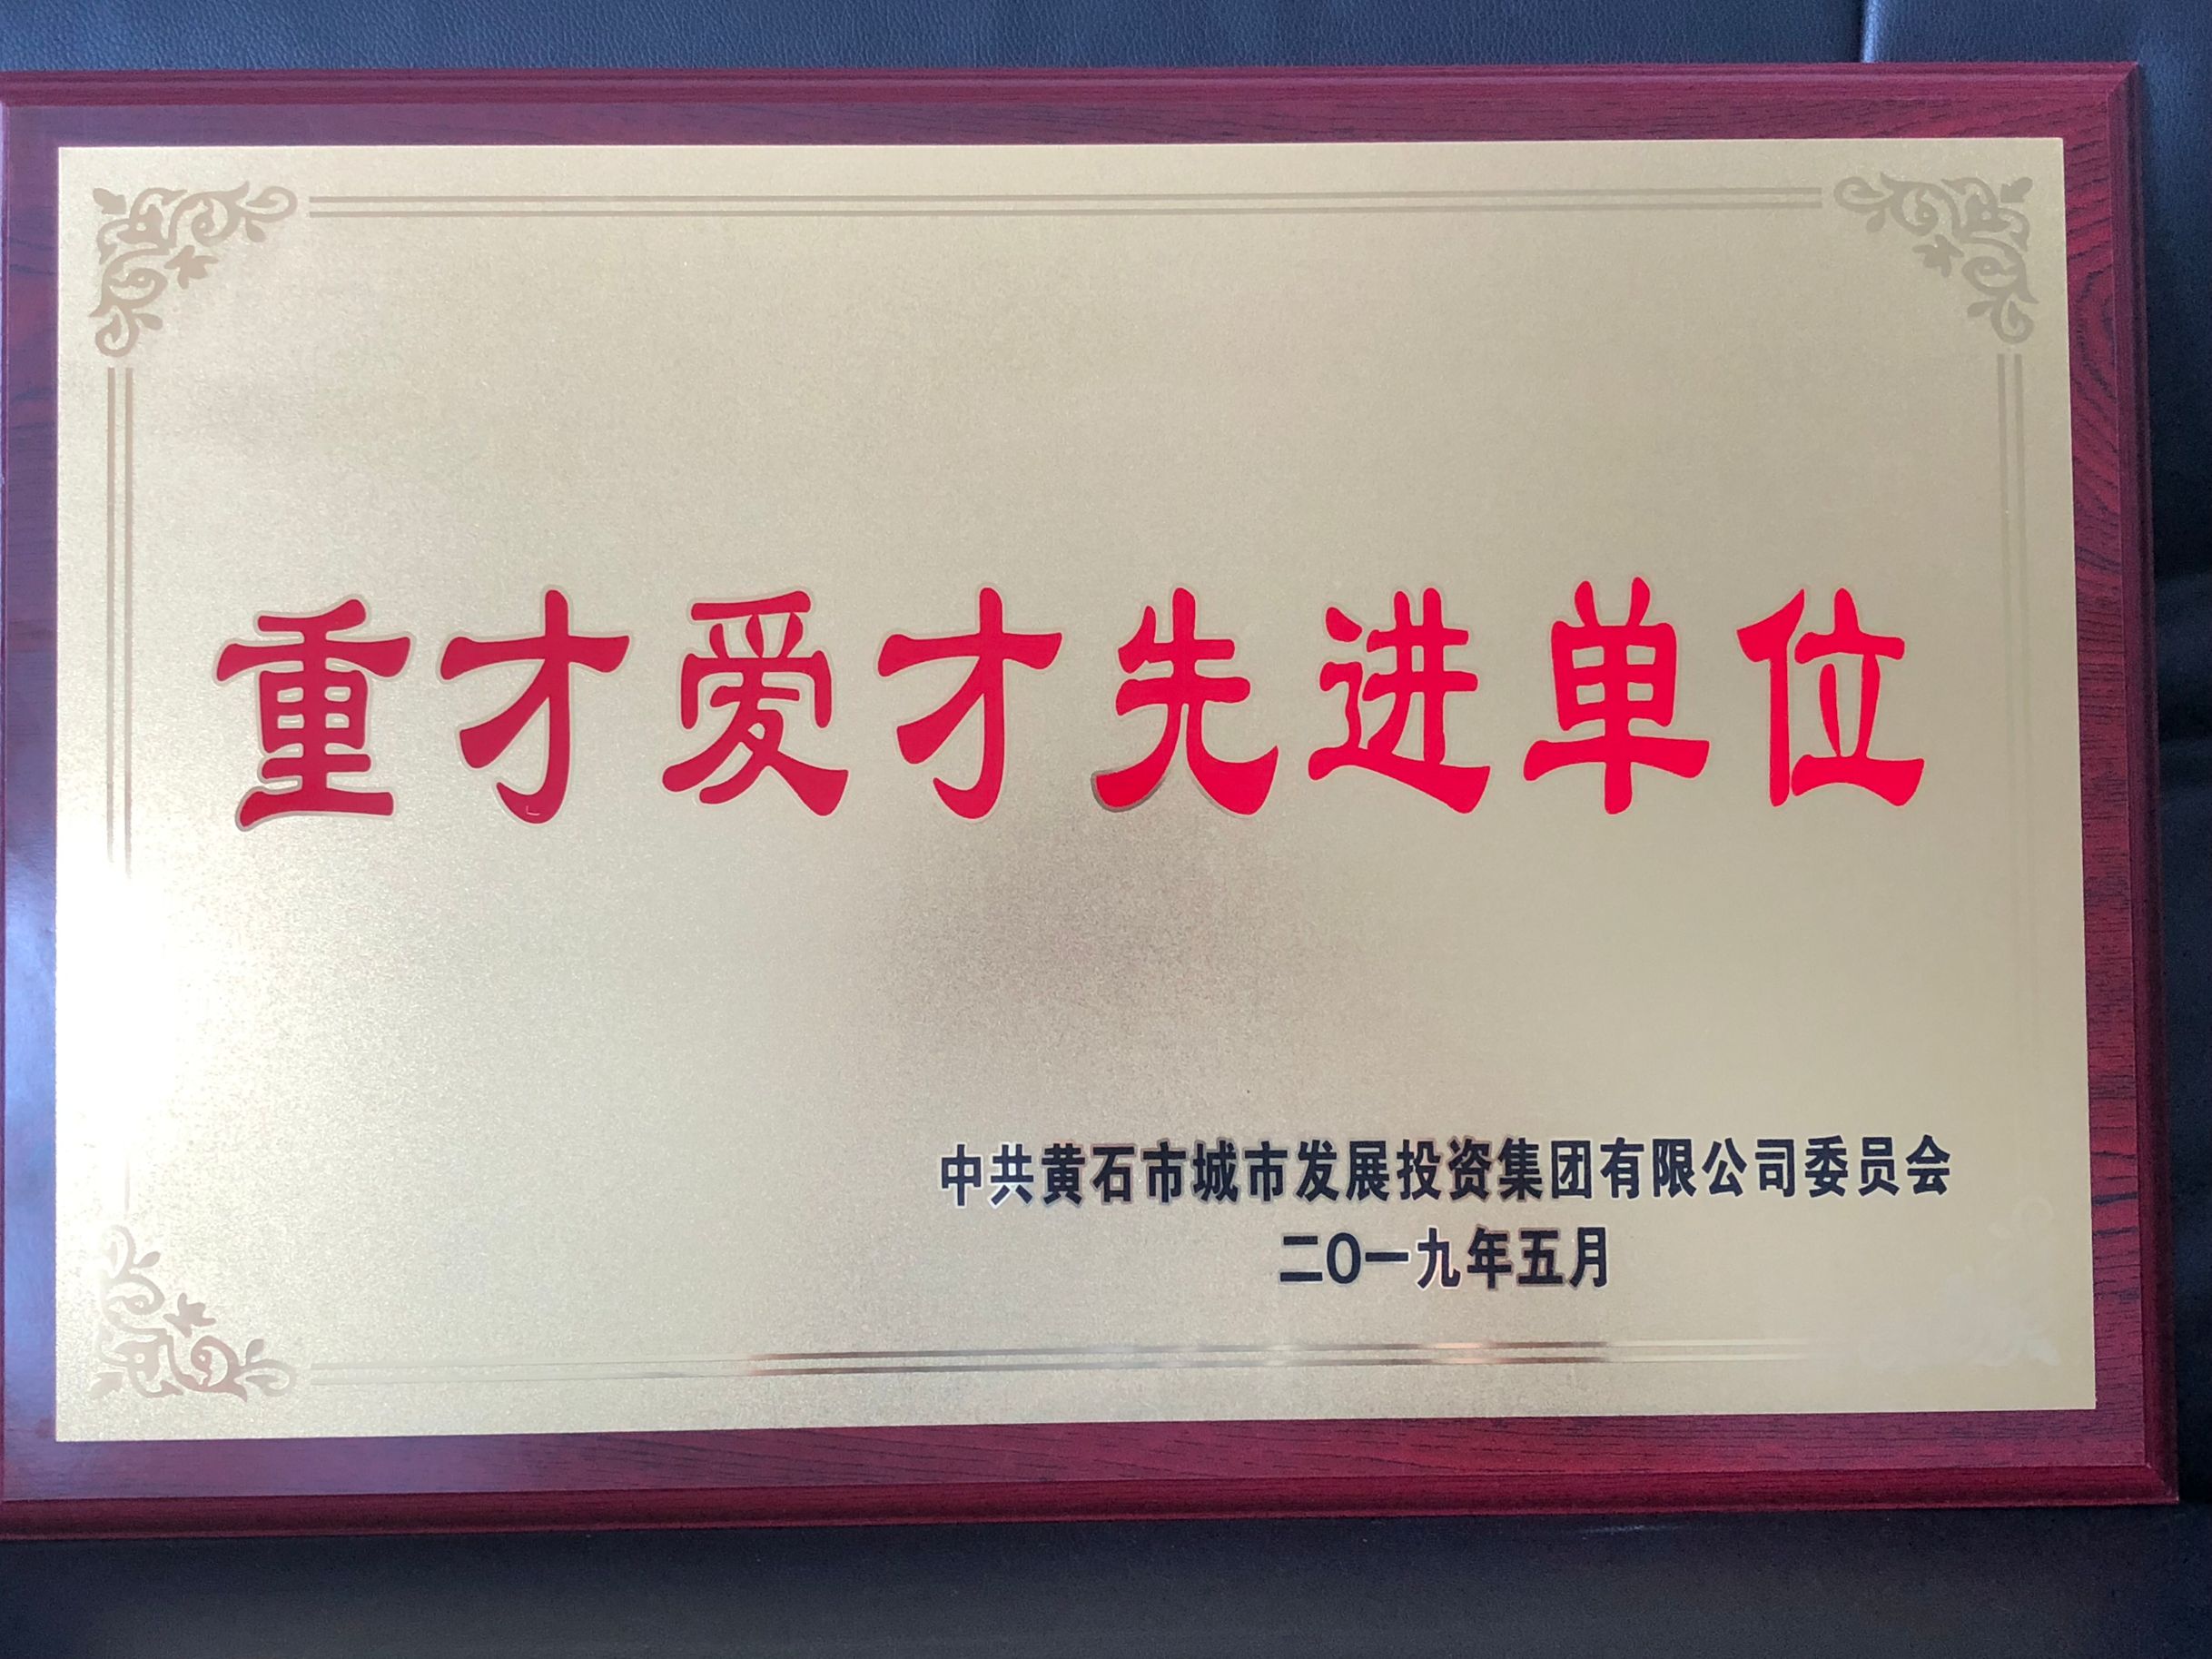 重才爱才先进单位
中共黄石市城市发展投资集团有限公司委员会
二〇一九年五月